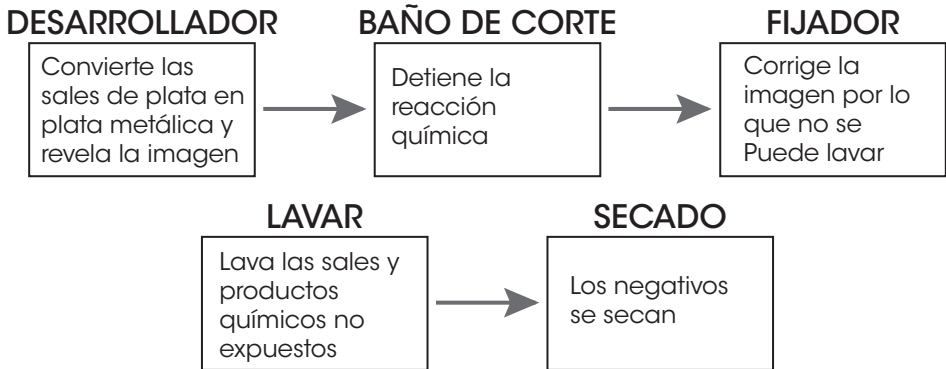 DESARROLLADOR
Convierte las
sales de plata en
plata metálica y
revela la imagen
BAÑO DE CORTE
Detiene la
reacción
química
FIJADOR
Corrige la
imagen por lo
que no se
Puede lavar
LAVAR
Lava las sales y
productos
químicos no
expuestos
SECADO
Los negativos
se secan